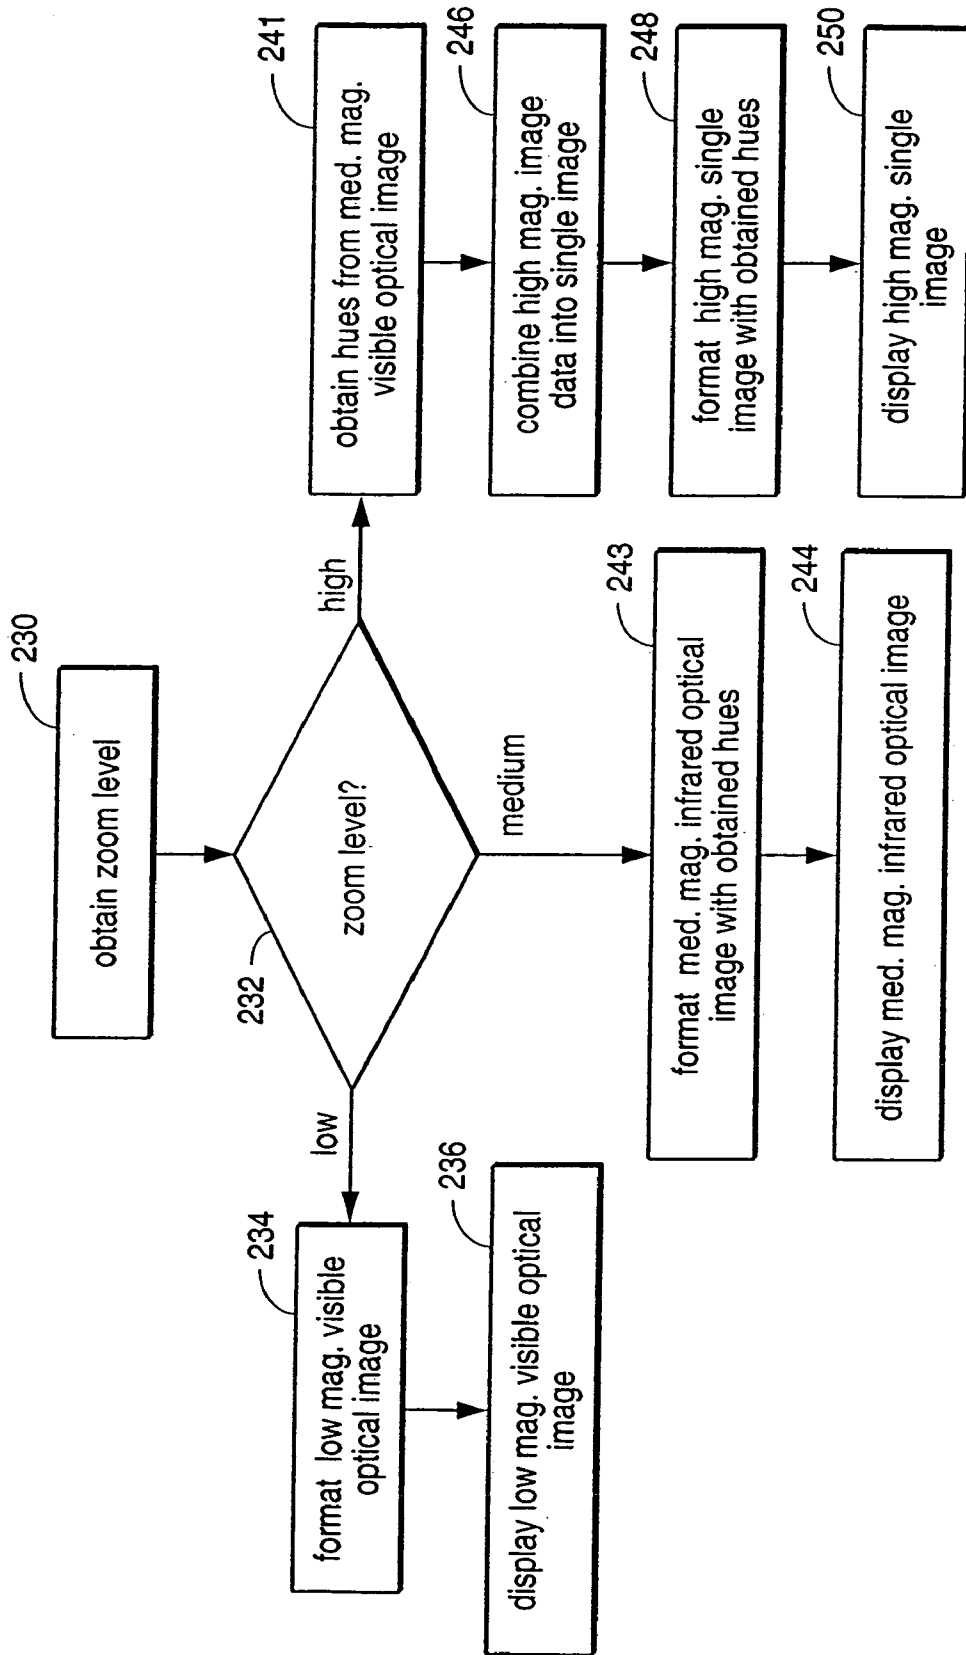 230
obtain zoom level
232
zoom level?
low
medium
high
234
format low mag. visible
optical image
236
display low mag. visible optical
image
243
format med. mag. infrared optical
image with obtained hues
244
display med. mag. infrared optical image
241
obtain hues from med. mag.
visible optical image
246
combine high mag. image
data into single image
248
format high mag. single
image with obtained hues
250
display high mag. single
image